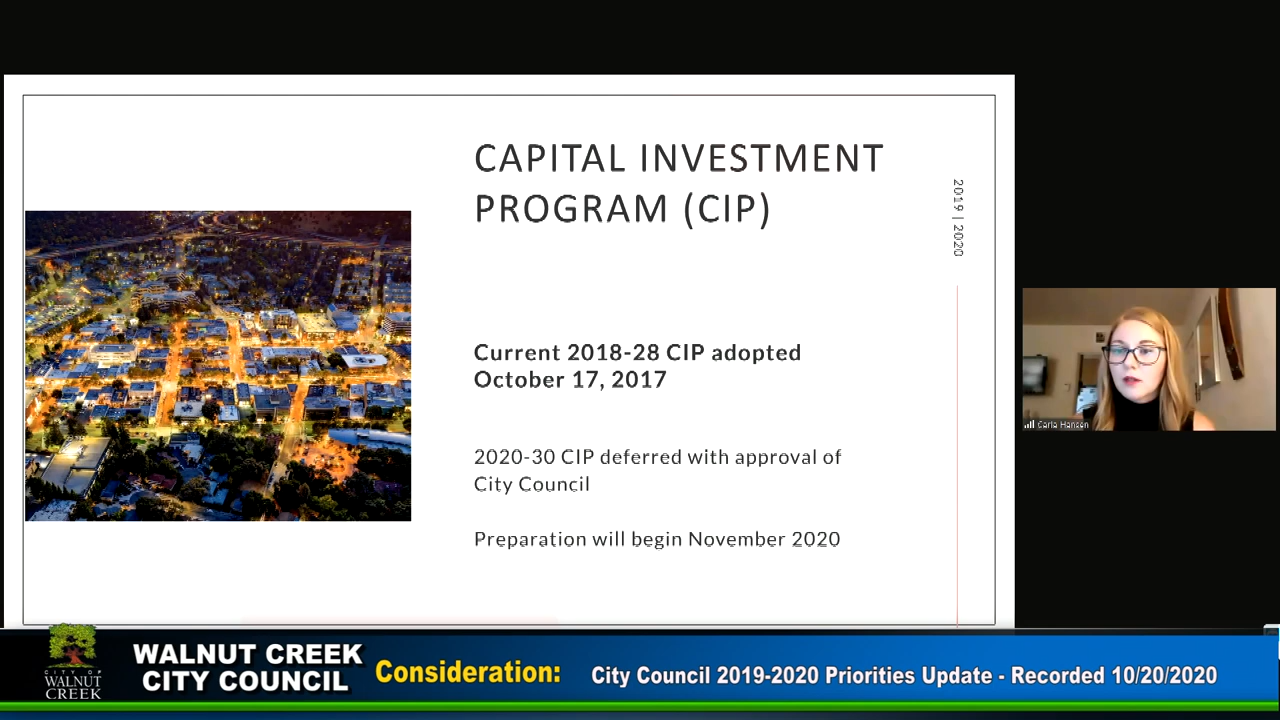 CAPITAL INVESTMENT
PROGRAM (CIP)
2019 | 2020
Current 2018-28 CIP adopted
October 17, 2017
2020-30 CIP deferred with approval of
City Council
Preparation will begin November 2020
Carla Hansen
CITY OF
WALNUT
CREEK
WALNUT CREEK
CITY COUNCIL
Consideration:
City Council 2019-2020 Priorities Update - Recorded 10/20/2020